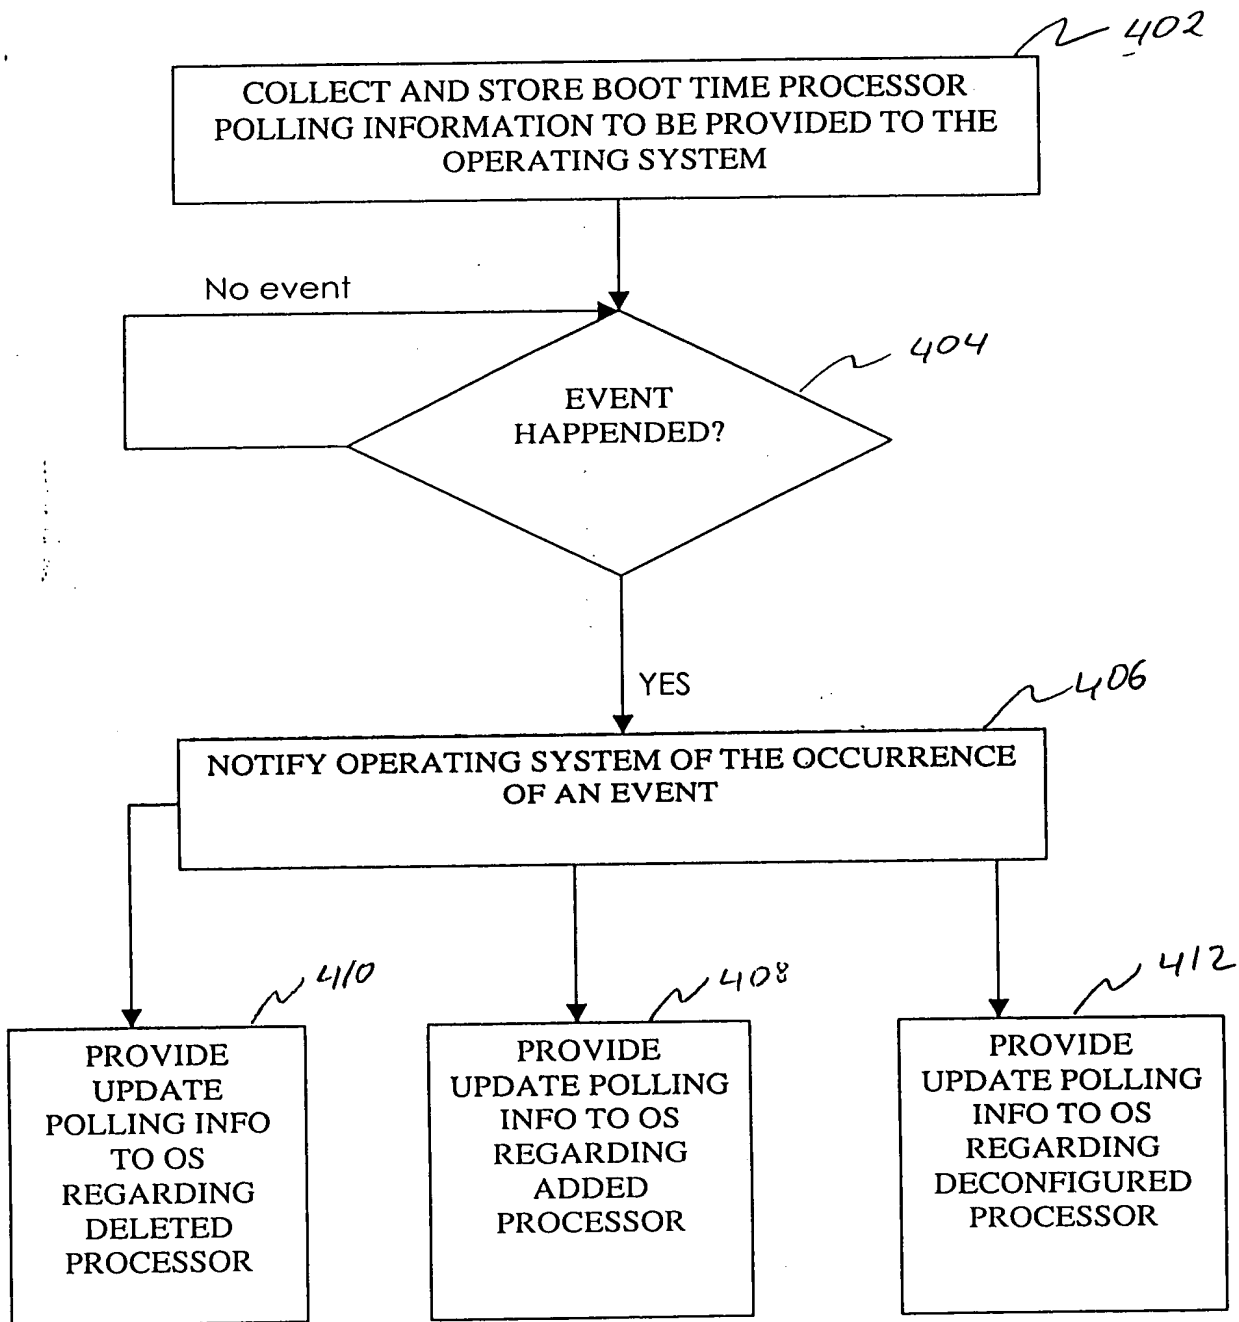 402
COLLECT AND STORE BOOT TIME PROCESSOR
POLLING INFORMATION TO BE PROVIDED TO THE
OPERATING SYSTEM
No event
404
EVENT
HAPPENDED?
YES
406
NOTIFY OPERATING SYSTEM OF THE OCCURRENCE
OF AN EVENT
410
PROVIDE
UPDATE
POLLING INFO
TO OS
REGARDING
DELETED
PROCESSOR
408
PROVIDE
UPDATE POLLING
INFO TO OS
REGARDING
ADDED
PROCESSOR
412
PROVIDE
UPDATE POLLING
INFO TO OS
REGARDING
DECONFIGURED
PROCESSOR